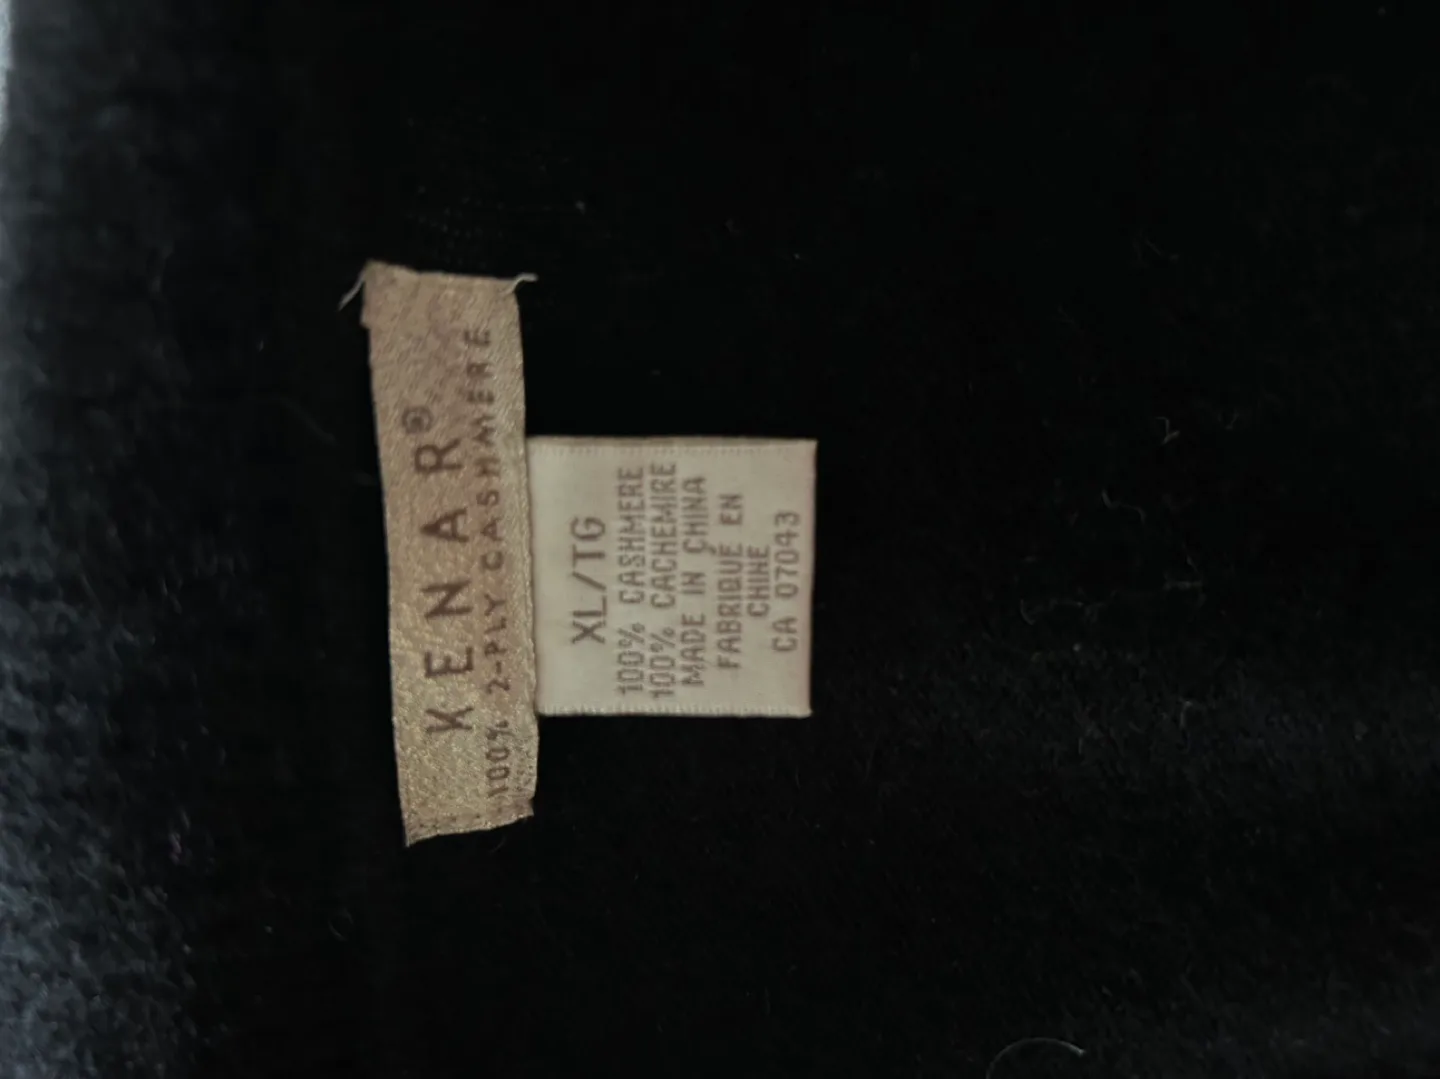 KENAR®
100% 2-PLY CASHMERE
XL/TG
100% CASHMERE
100% CACHEMIRE
MADE IN CHINA
FABRIQUÉ EN
CHINE
CA 07043